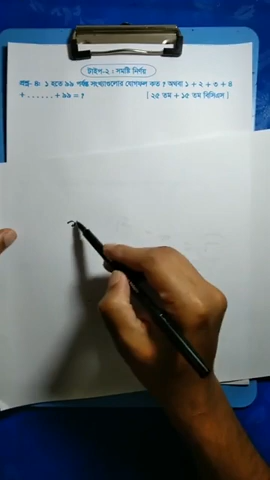 টাইপ-২ : সমষ্টি নির্ণয়
প্রশ্ন- ৪: ১ হতে ৯৯ পর্যন্ত সংখ্যাগুলোর যোগফল কত ? অথবা ১ + ২ + ৩ + ৪
+ . . . . . . + ৯৯ = ? [ ২৫ তম + ১৫ তম বিসিএস ]